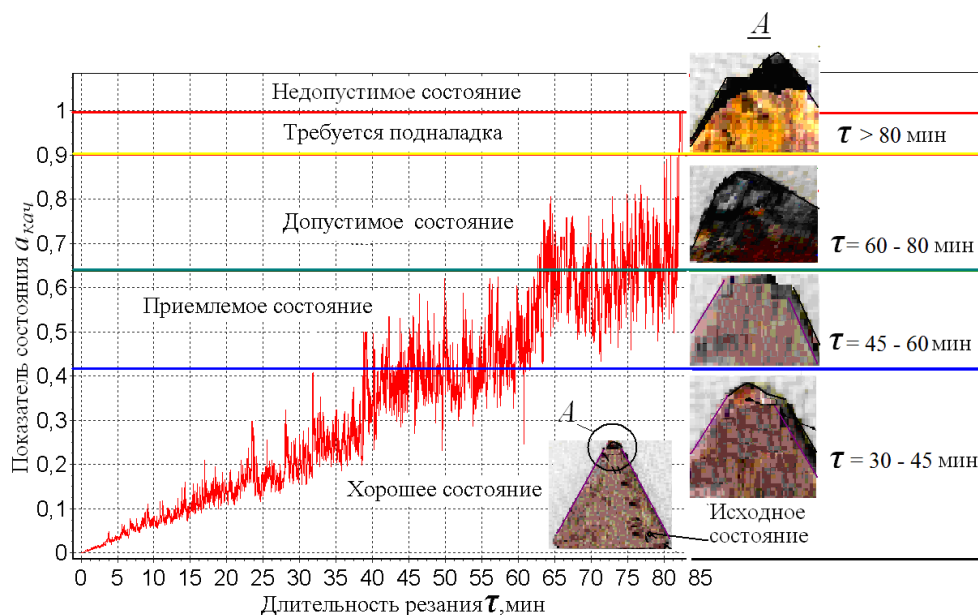 A
Недопустимое состояние
Требуется подналадка
τ > 80 мин
Допустимое состояние
τ = 60 - 80 мин
Приемлемое состояние
τ = 45 - 60 мин
A
Хорошее состояние
τ = 30 - 45 мин
Исходное
состояние
Показатель состояния aкач
1
0,9
0,8
0,7
0,6
0,5
0,4
0,3
0,2
0,1
0
0 5 10 15 20 25 30 35 40 45 50 55 60 65 70 75 80 85
Длительность резания τ,мин